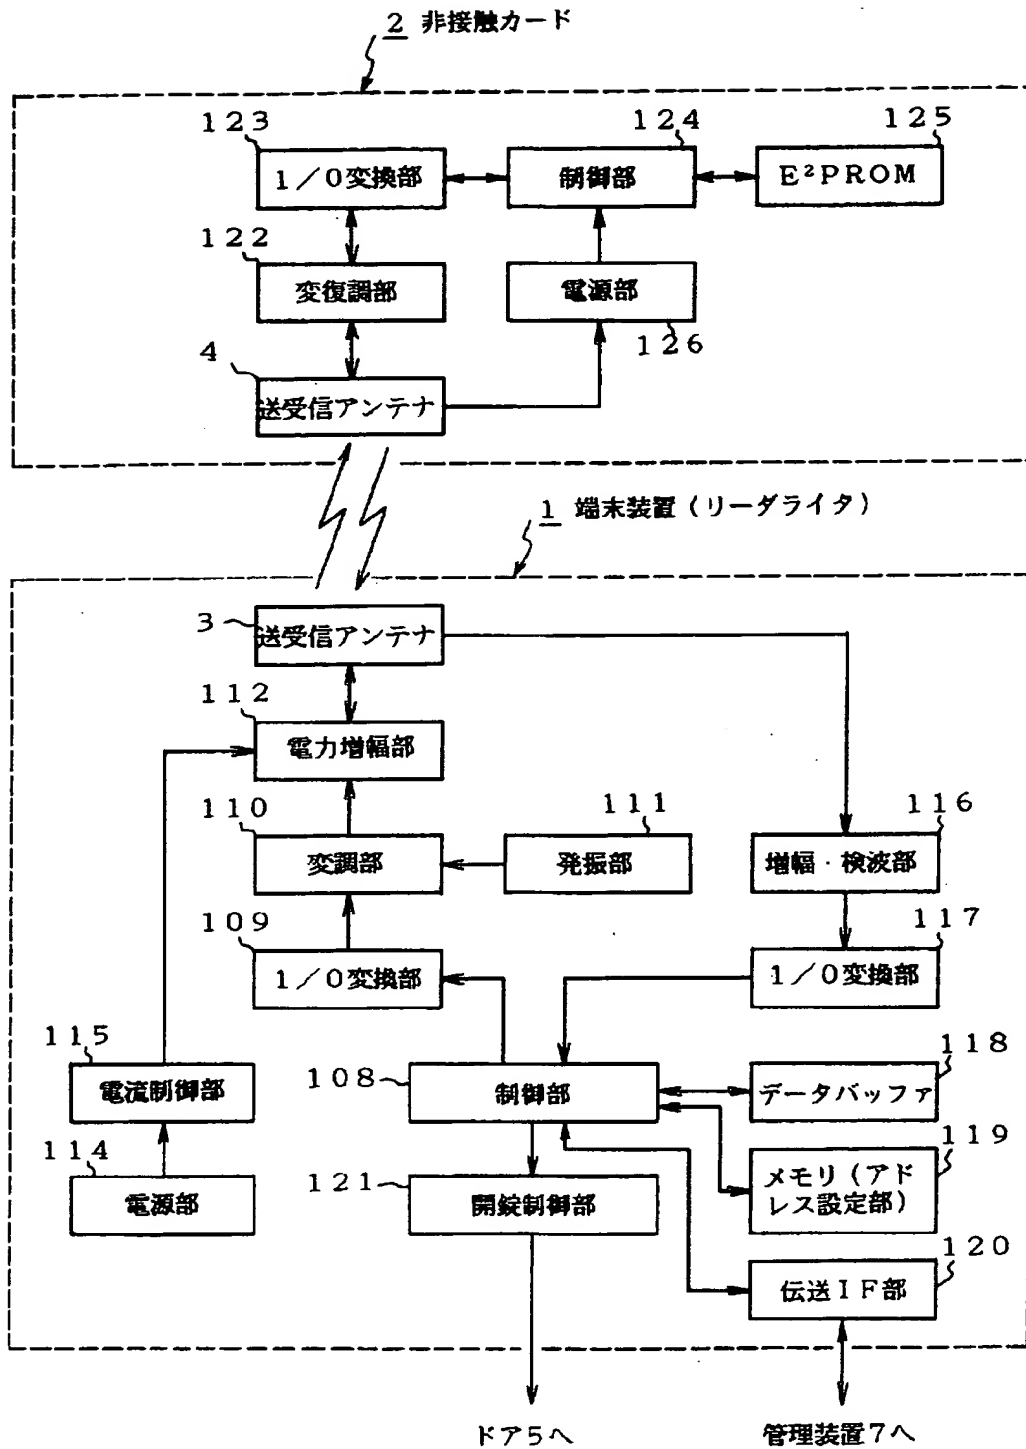 2 非接触カード
123
124
125
1/0変換部
制御部
E²PROM
122
変復調部
電源部
126
4
送受信アンテナ
1 端末装置(リーダライタ)
3
送受信アンテナ
112
電力増幅部
110
111
116
変調部
発振部
増幅・検波部
109
117
1/0変換部
1/0変換部
115
118
108
電流制御部
制御部
データバッファ
114
119
121
電源部
開錠制御部
メモリ(アド
レス設定部)
120
伝送IF部
ドア5へ
管理装置7へ